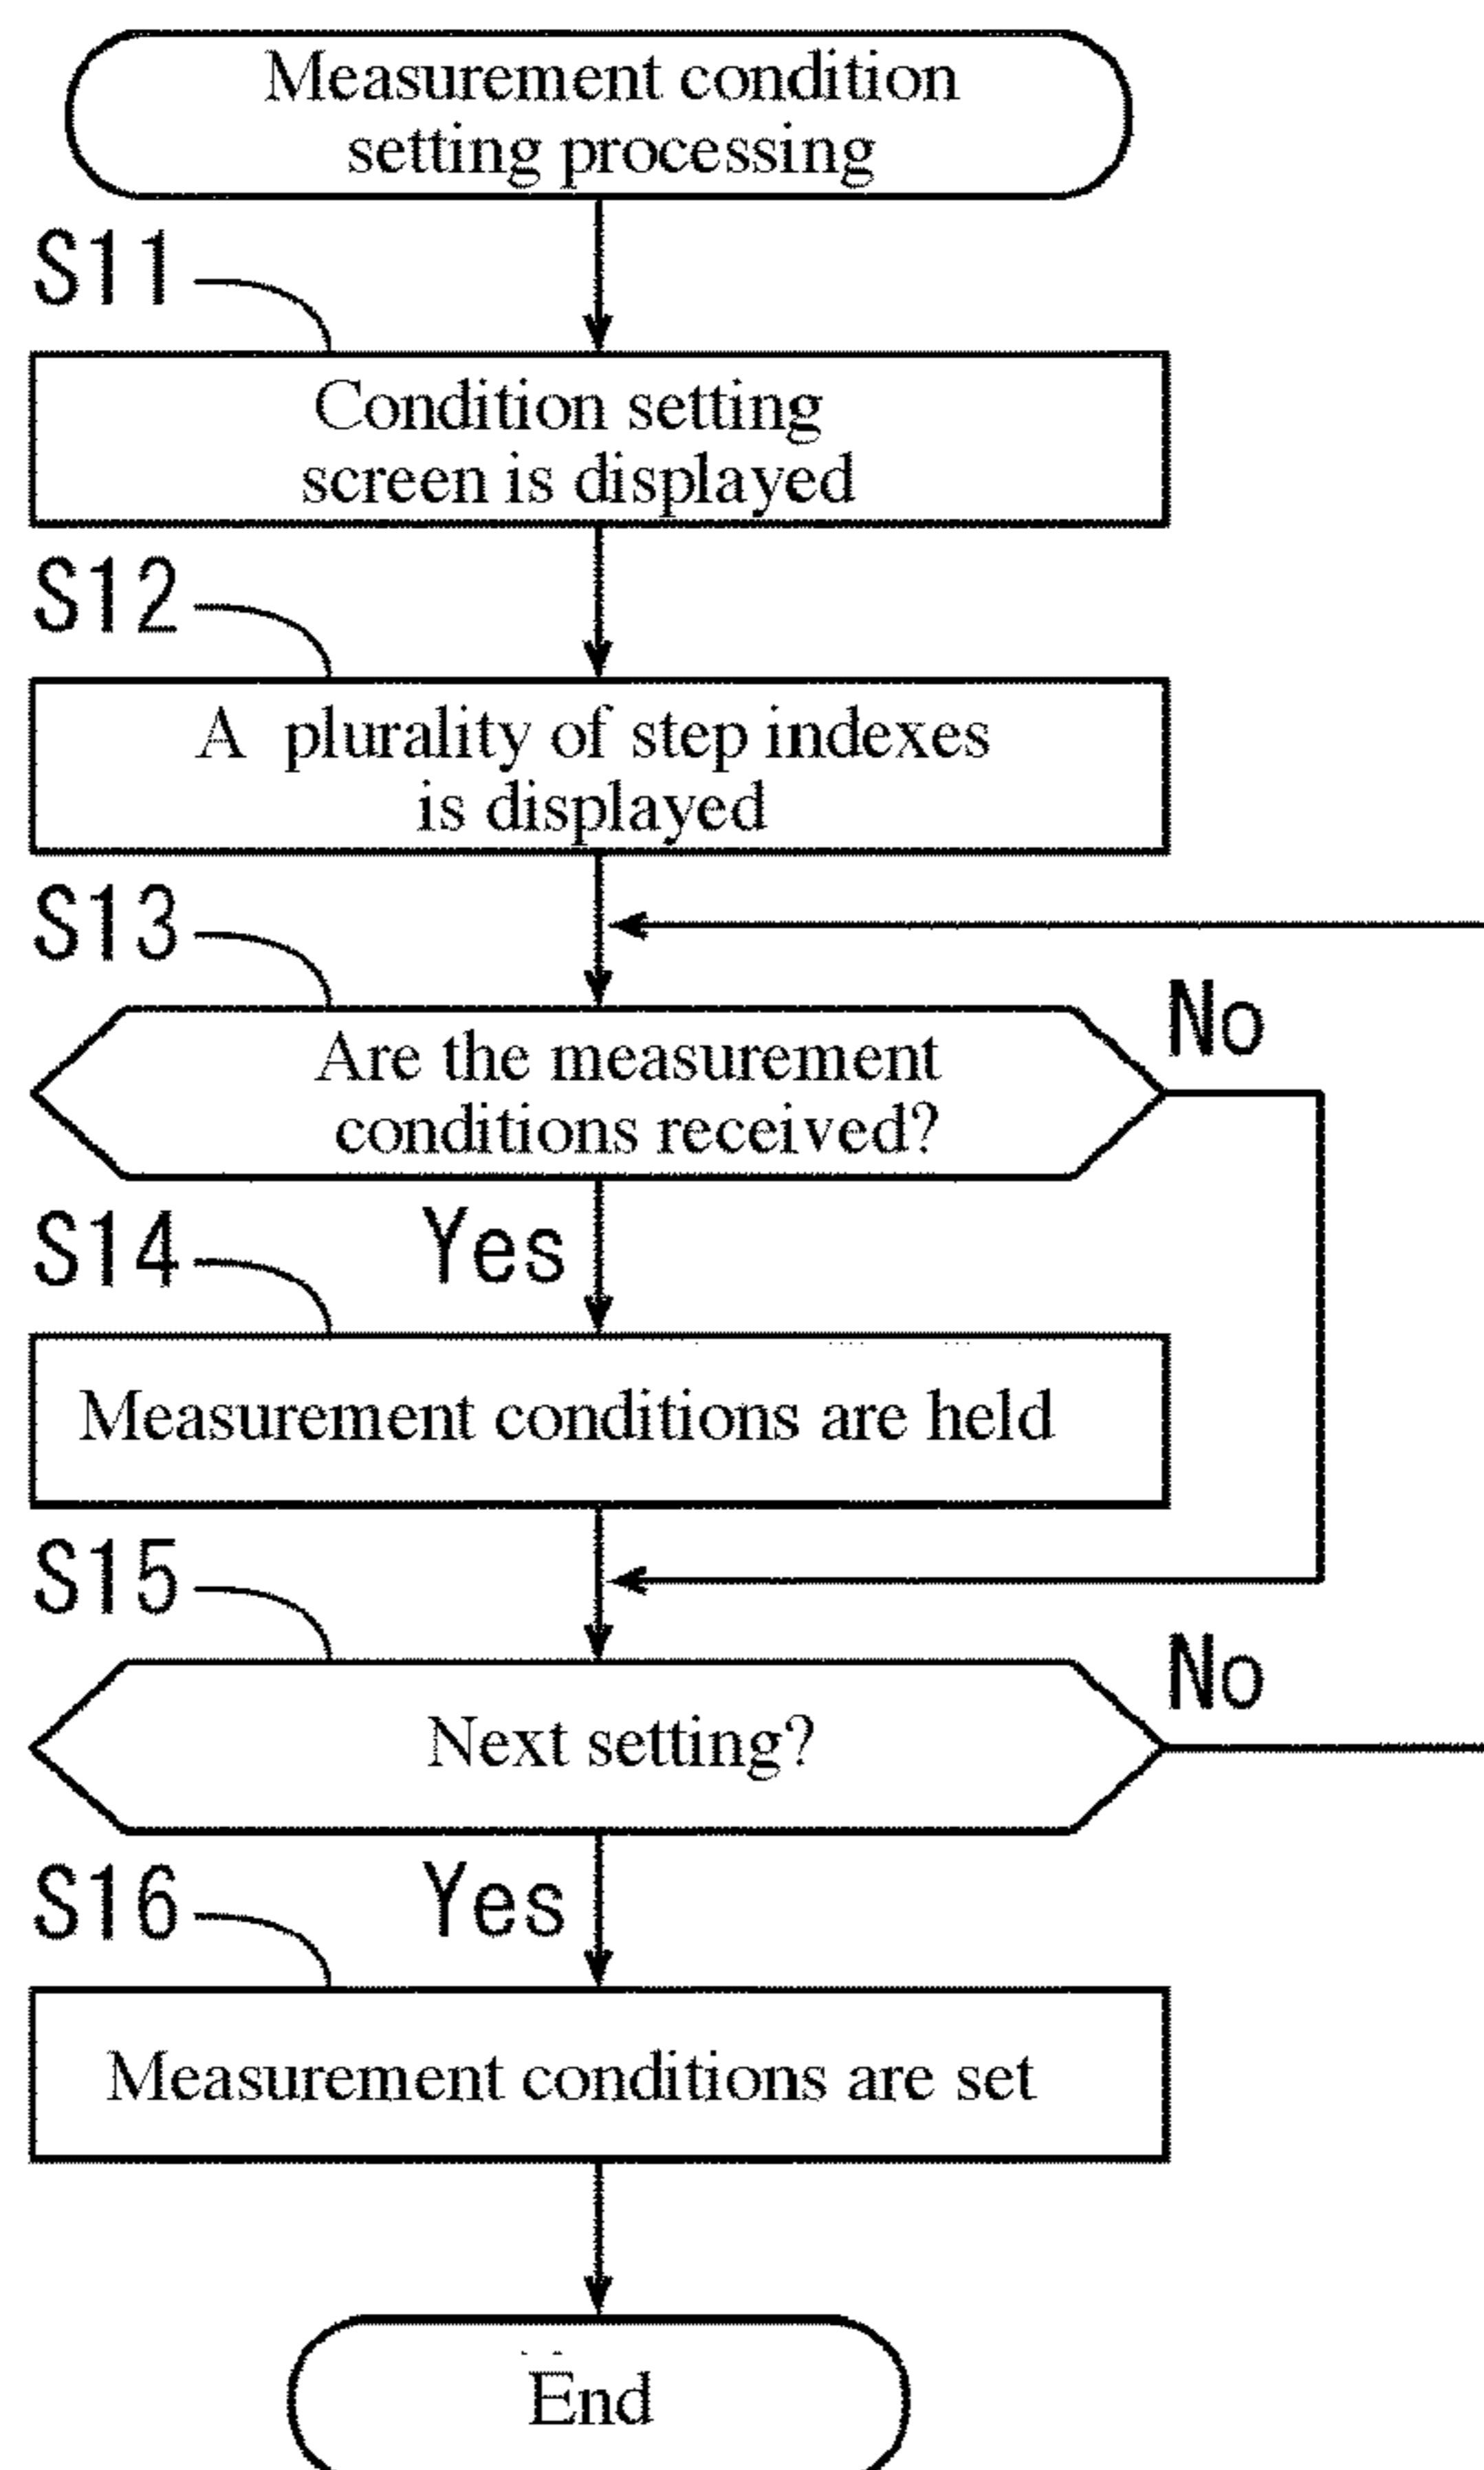 Measurement condition
setting processing
S11
Condition setting
screen is displayed
S12
A plurality of step indexes
is displayed
S13
No
Are the measurement
conditions received?
S14
Yes
Measurement conditions are held
S15
No
Next setting?
S16
Yes
Measurement conditions are set
End